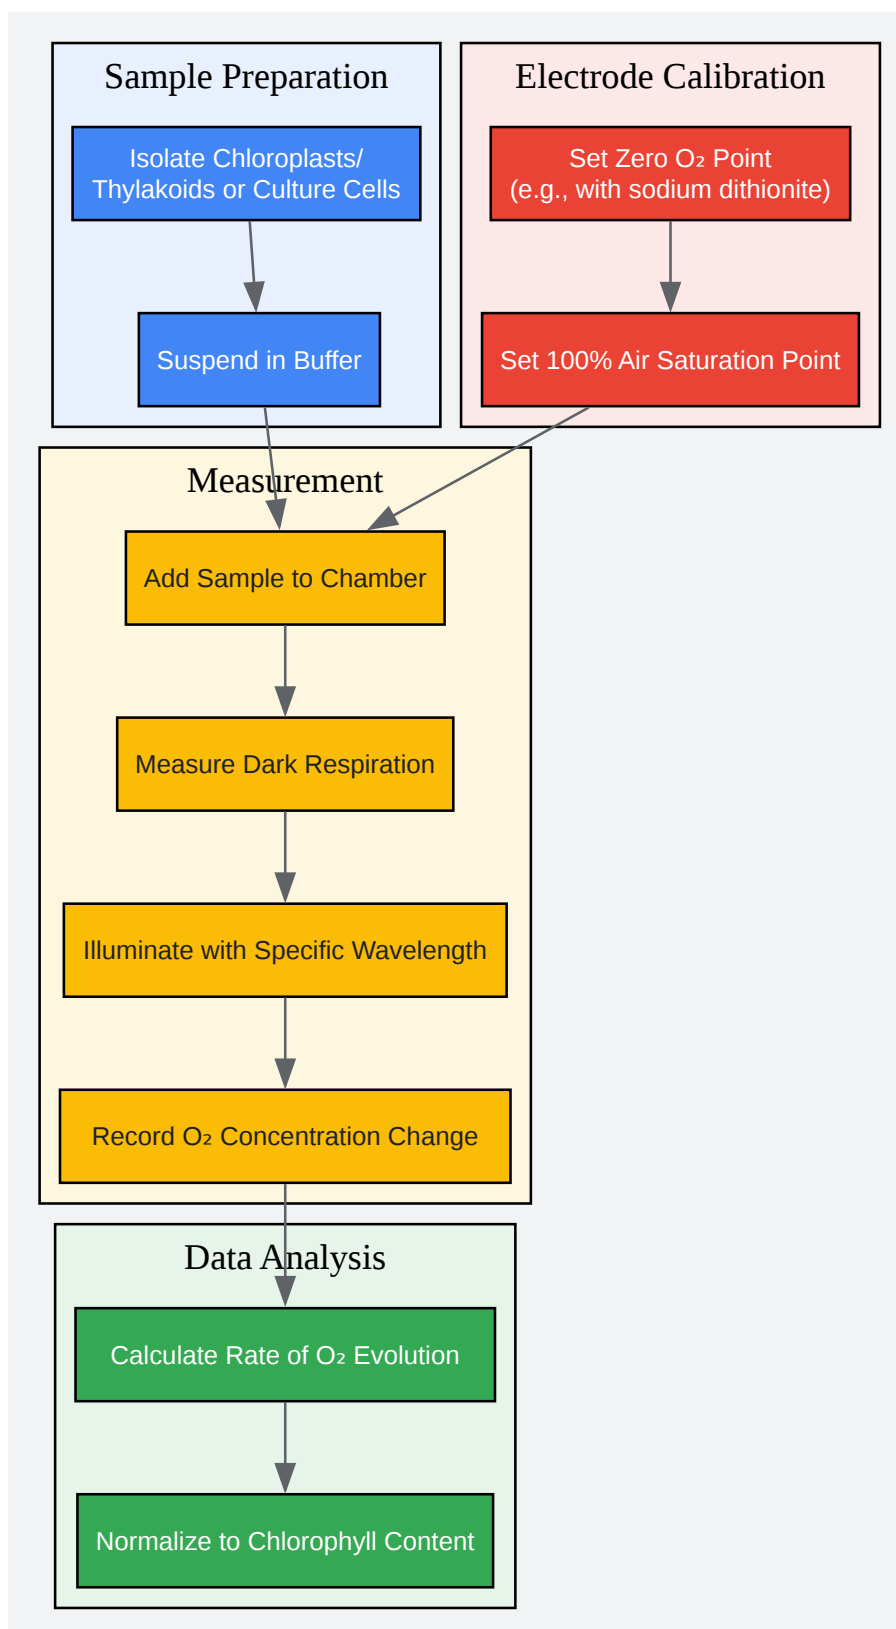 Sample Preparation
Isolate Chloroplasts/
Thylakoids or Culture Cells
Suspend in Buffer
Electrode Calibration
Set Zero O₂ Point
(e.g., with sodium dithionite)
Set 100% Air Saturation Point
Measurement
Add Sample to Chamber
Measure Dark Respiration
Illuminate with Specific Wavelength
Record O₂ Concentration Change
Data Analysis
Calculate Rate of O₂ Evolution
Normalize to Chlorophyll Content